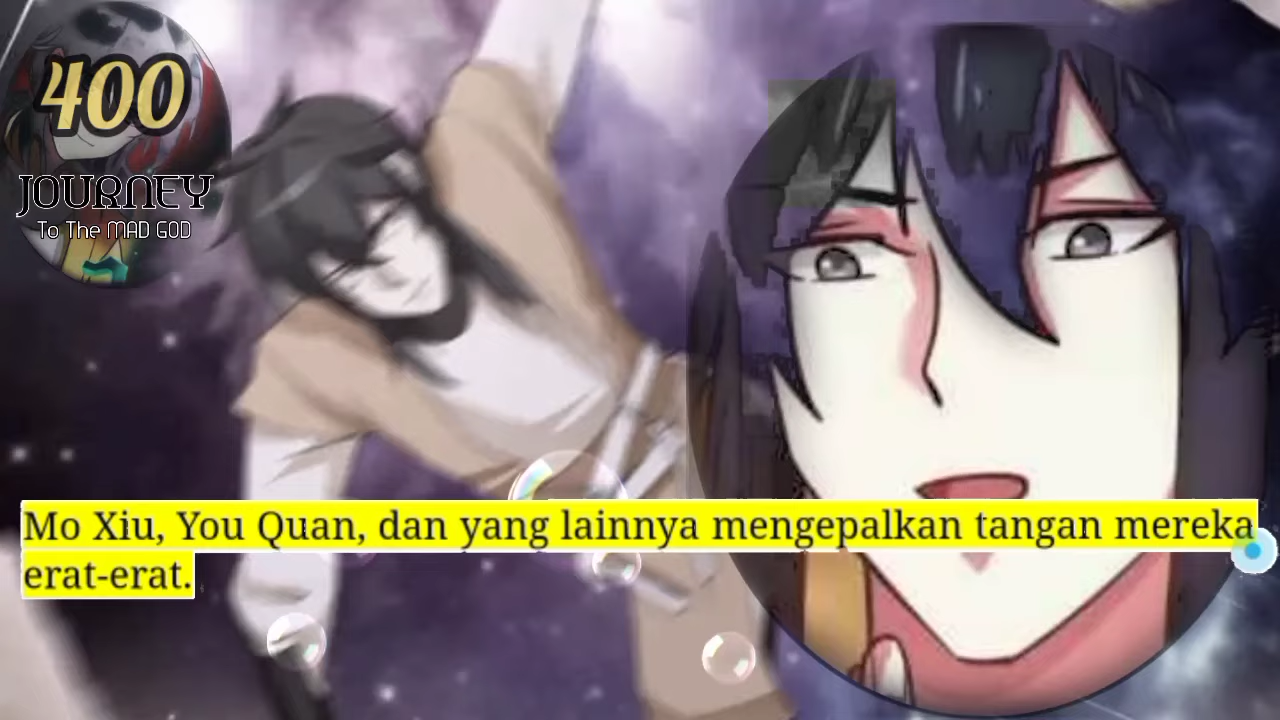 400
JOURNEY
To The MAD GOD
Mo Xiu, You Quan, dan yang lainnya mengepalkan tangan mereka
erat-erat.